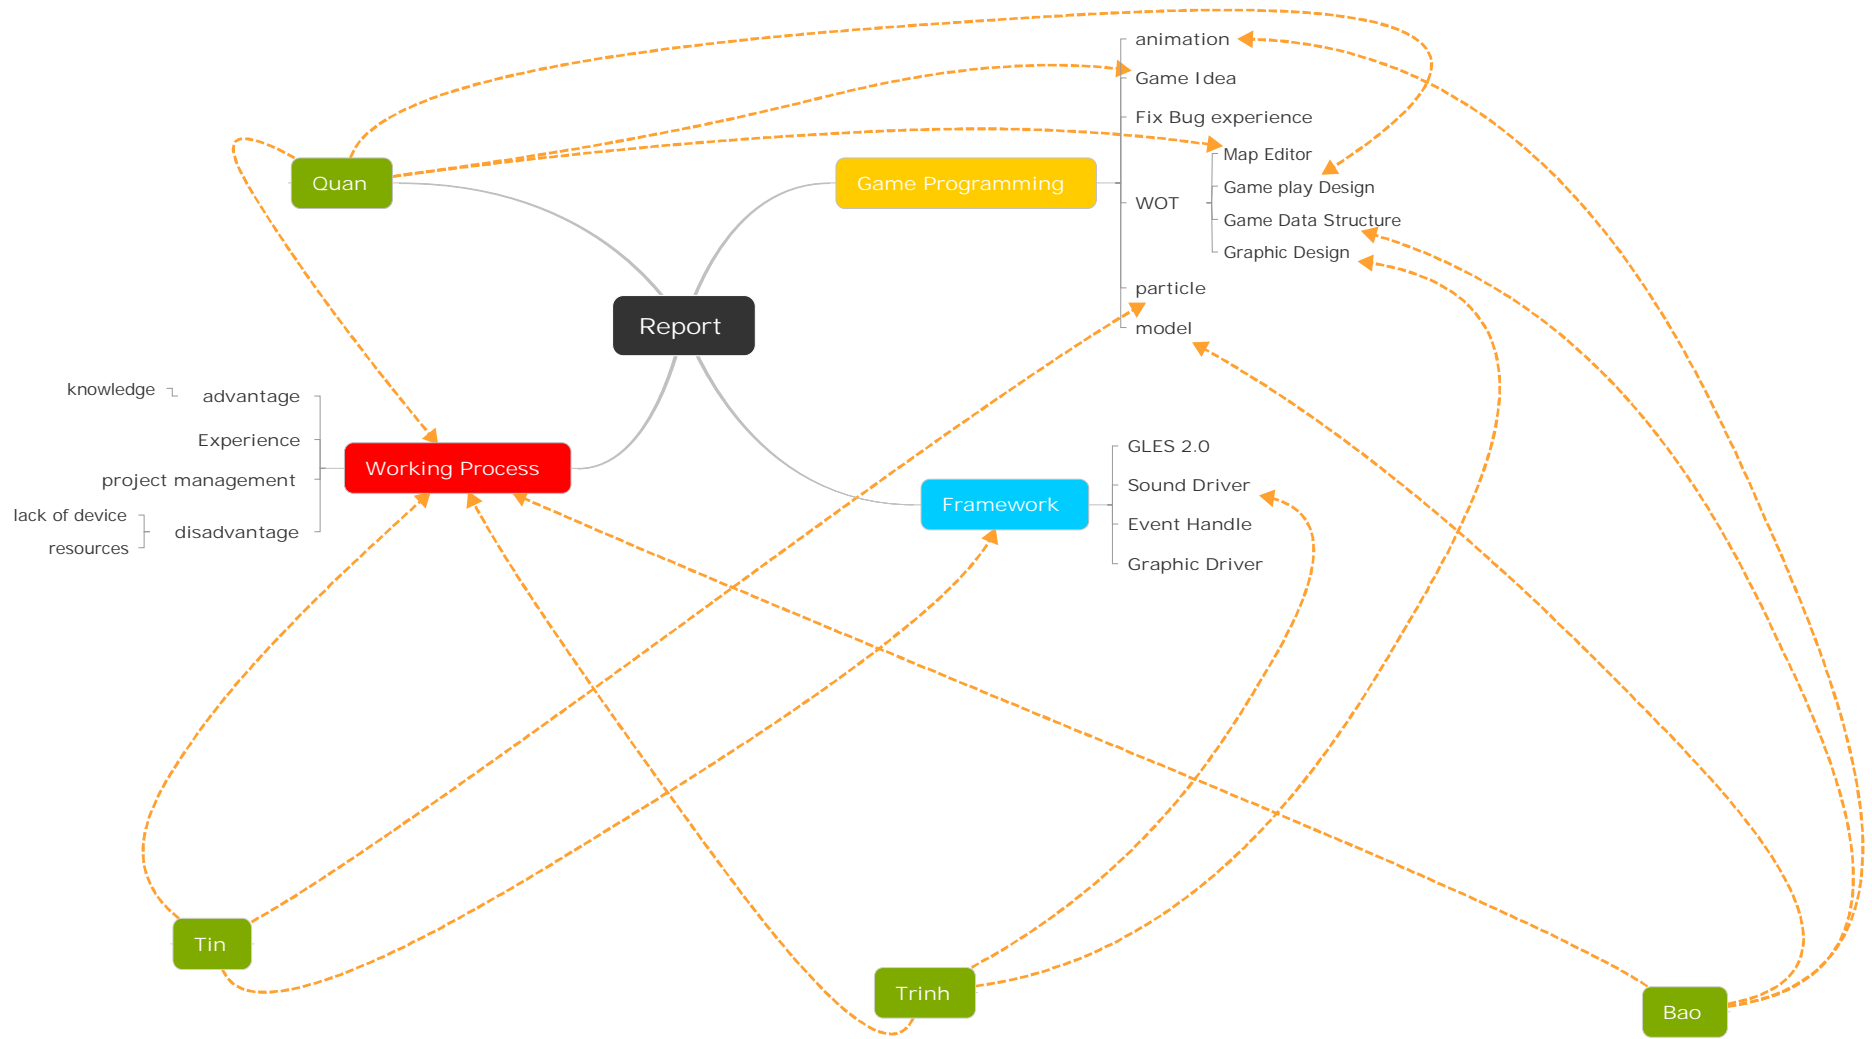 animation
Game Idea
Fix Bug experience
Map Editor
Quan
Game Programming
Game play Design
WOT
Game Data Structure
Graphic Design
particle
Report
model
knowledge
advantage
Experience
GLES 2.0
Working Process
project management
Sound Driver
Framework
lack of device
Event Handle
disadvantage
resources
Graphic Driver
Tin
Trinh
Bao